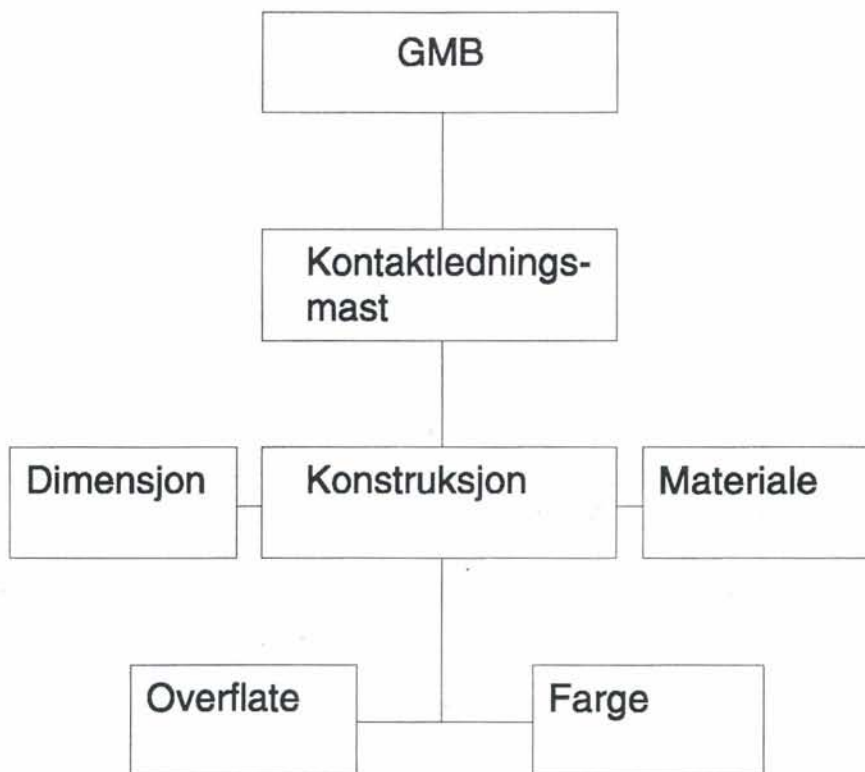 GMB
Kontaktlednings-
mast
Dimensjon
Konstruksjon
Materiale
Overflate
Farge